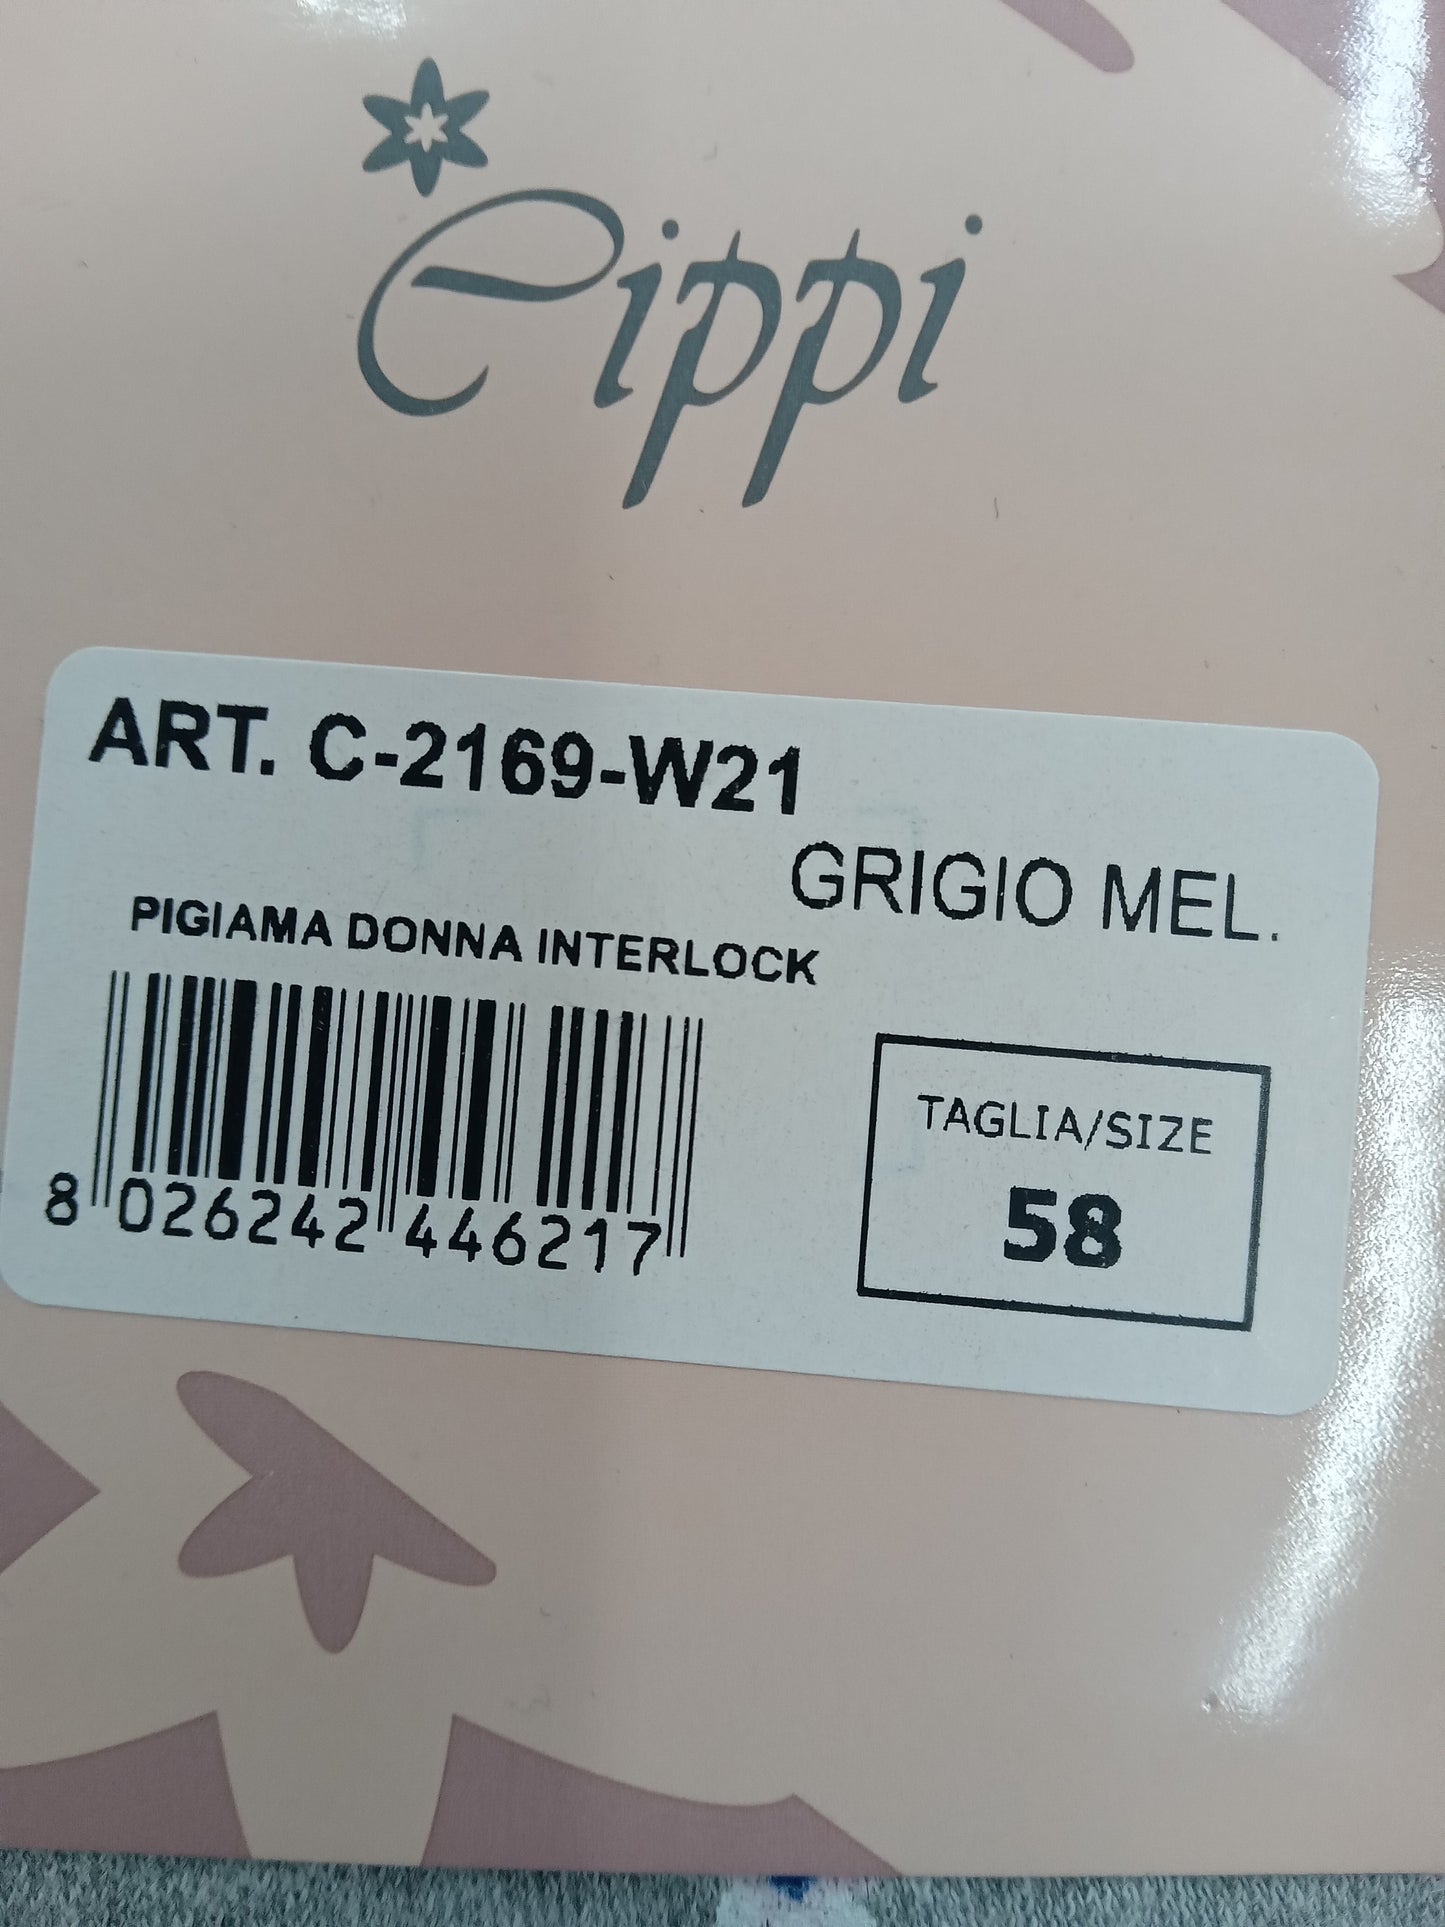 Cippi
ART. C-2169-W21
GRIGIO MEL.
PIGIAMA DONNA INTERLOCK
8 026242 446217
TAGLIA/SIZE
58